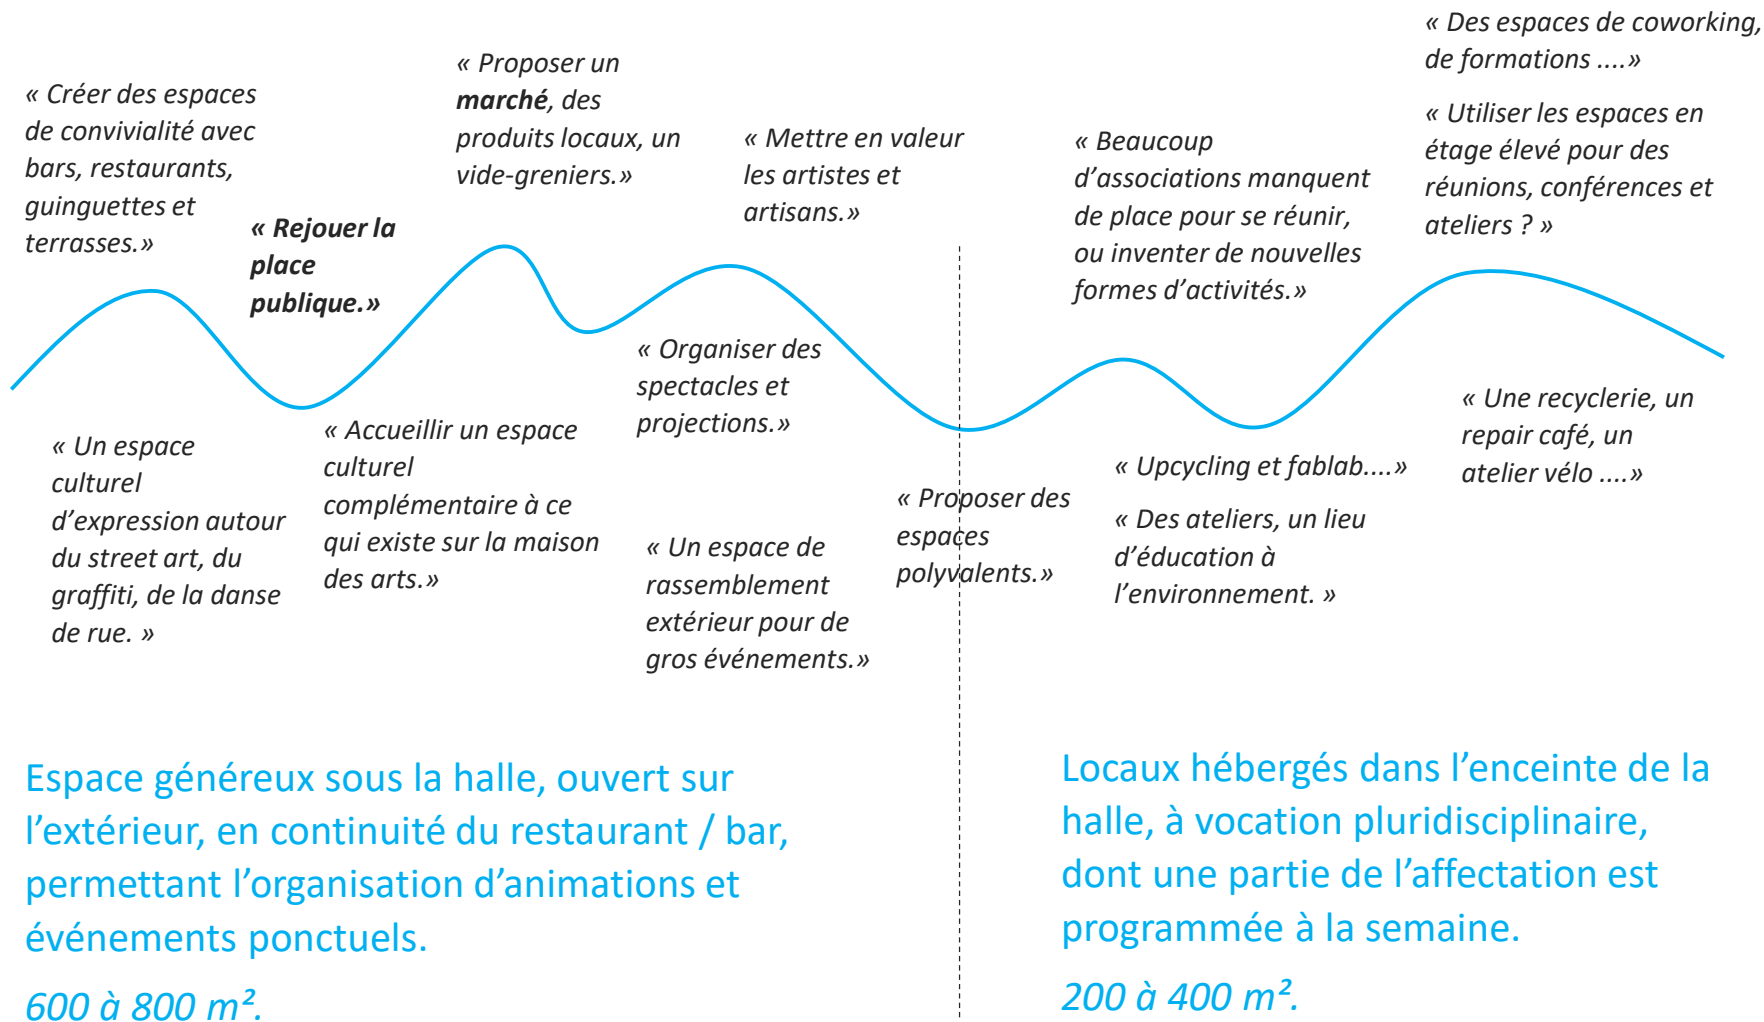 « Créer des espaces
de convivialité avec
bars, restaurants,
guinguettes et
terrasses.»
« Rejouer la
place
publique.»
« Proposer un
marché, des
produits locaux, un
vide-greniers.»
« Mettre en valeur
les artistes et
artisans.»
« Un espace
culturel
d’expression autour
du street art, du
graffiti, de la danse
de rue. »
« Accueillir un espace
culturel
complémentaire à ce
qui existe sur la maison
des arts.»
« Organiser des
spectacles et
projections.»
« Un espace de
rassemblement
extérieur pour de
gros événements.»
« Proposer des
espaces
polyvalents.»
« Beaucoup
d’associations manquent
de place pour se réunir,
ou inventer de nouvelles
formes d’activités.»
« Des espaces de coworking,
de formations ....»
« Utiliser les espaces en
étage élevé pour des
réunions, conférences et
ateliers ? »
« Upcycling et fablab....»
« Des ateliers, un lieu
d’éducation à
l’environnement. »
« Une recyclerie, un
repair café, un
atelier vélo ....»
Espace généreux sous la halle, ouvert sur
l’extérieur, en continuité du restaurant / bar,
permettant l’organisation d’animations et
événements ponctuels.
600 à 800 m².
Locaux hébergés dans l’enceinte de la
halle, à vocation pluridisciplinaire,
dont une partie de l’affectation est
programmée à la semaine.
200 à 400 m².